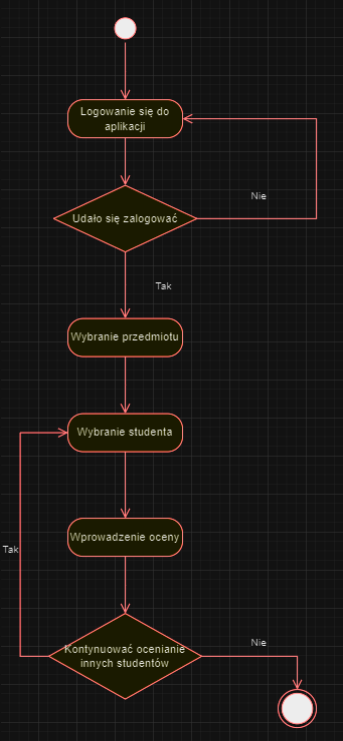 Logowanie się do
aplikacji
Nie
Udało się zalogować
Tak
Wybranie przedmiotu
Wybranie studenta
Wprowadzenie oceny
Tak
Nie
Kontynuować ocenianie
innych studentów